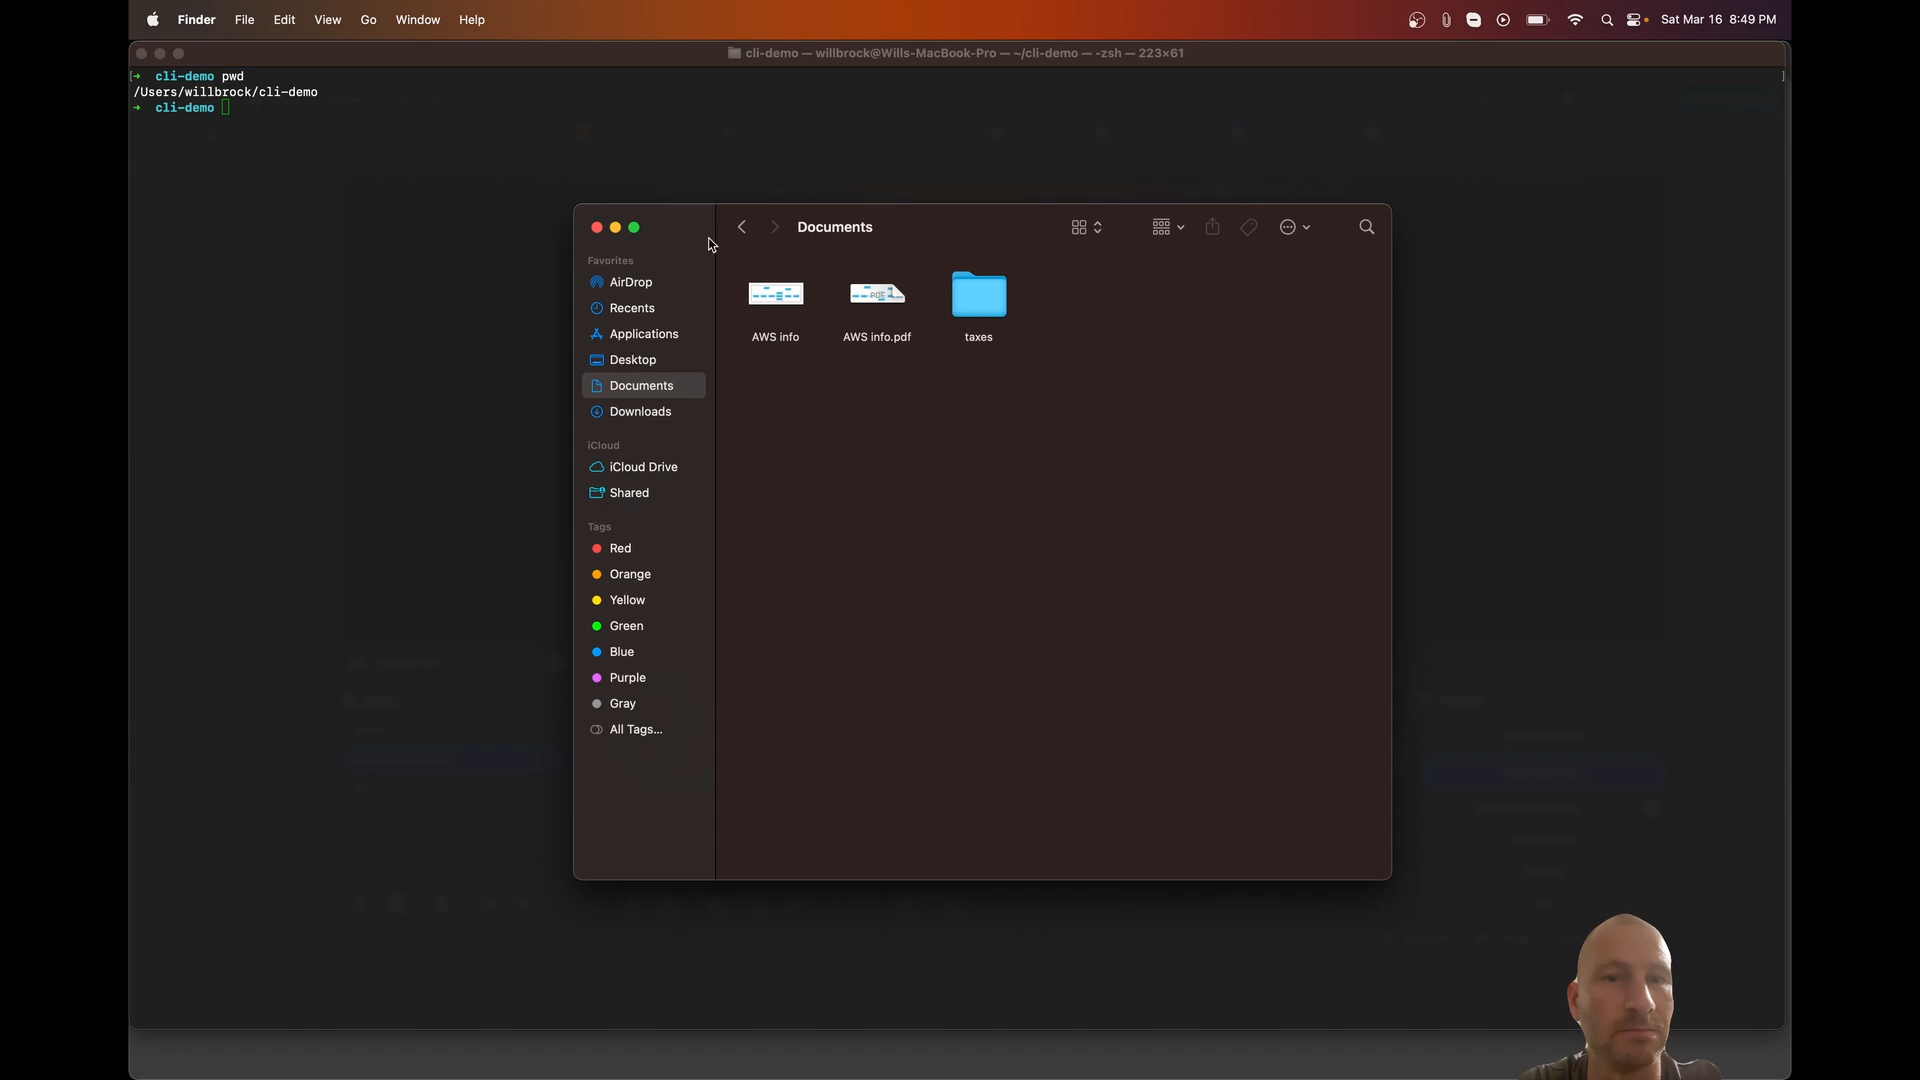 Finder File Edit View Go Window Help Sat Mar 16 8:49 PM
cli-demo — willbrock@Wills-MacBook-Pro — ~/cli-demo — -zsh — 223×61
[→ cli-demo pwd ]
/Users/willbrock/cli-demo
→ cli-demo
Documents
Favorites
AirDrop
Recents
Applications
Desktop
Documents
Downloads
iCloud
iCloud Drive
Shared
Tags
Red
Orange
Yellow
Green
Blue
Purple
Gray
All Tags...
AWS info
PDF
AWS info.pdf
taxes